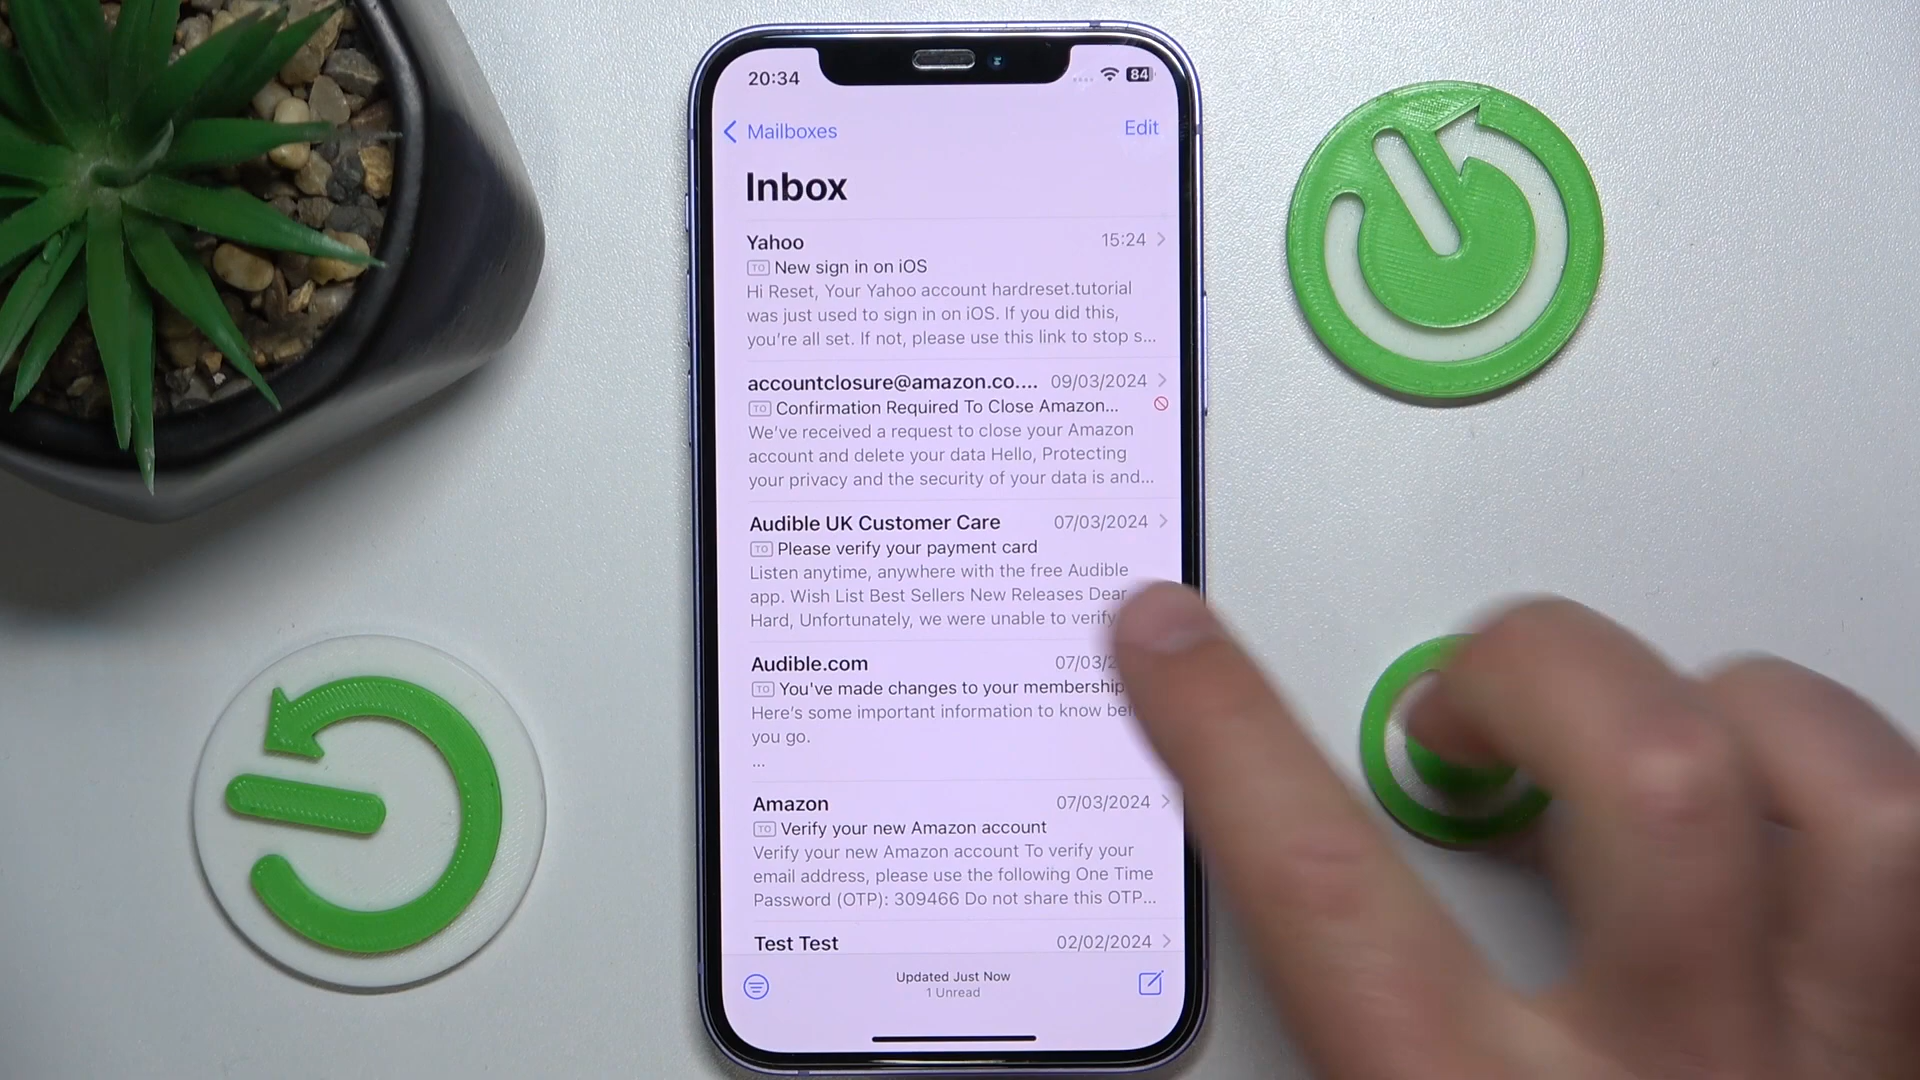 20:34
84
Mailboxes
Edit
Inbox
Yahoo 15:24
TO New sign in on iOS
Hi Reset, Your Yahoo account hardreset.tutorial
was just used to sign in on iOS. If you did this,
you're all set. If not, please use this link to stop s...
accountclosure@amazon.co.... 09/03/2024
TO Confirmation Required To Close Amazon...
We've received a request to close your Amazon
account and delete your data Hello, Protecting
your privacy and the security of your data is and...
Audible UK Customer Care 07/03/2024
TO Please verify your payment card
Listen anytime, anywhere with the free Audible
app. Wish List Best Sellers New Releases Dear
Hard, Unfortunately, we were unable to verify
Audible.com 07/03/2
TO You've made changes to your membership
Here's some important information to know
you go.
...
Amazon 07/03/2024
TO Verify your new Amazon account
Verify your new Amazon account To verify your
email address, please use the following One Time
Password (OTP): 309466 Do not share this OTP...
Test Test 02/02/2024
Updated Just Now
1 Unread